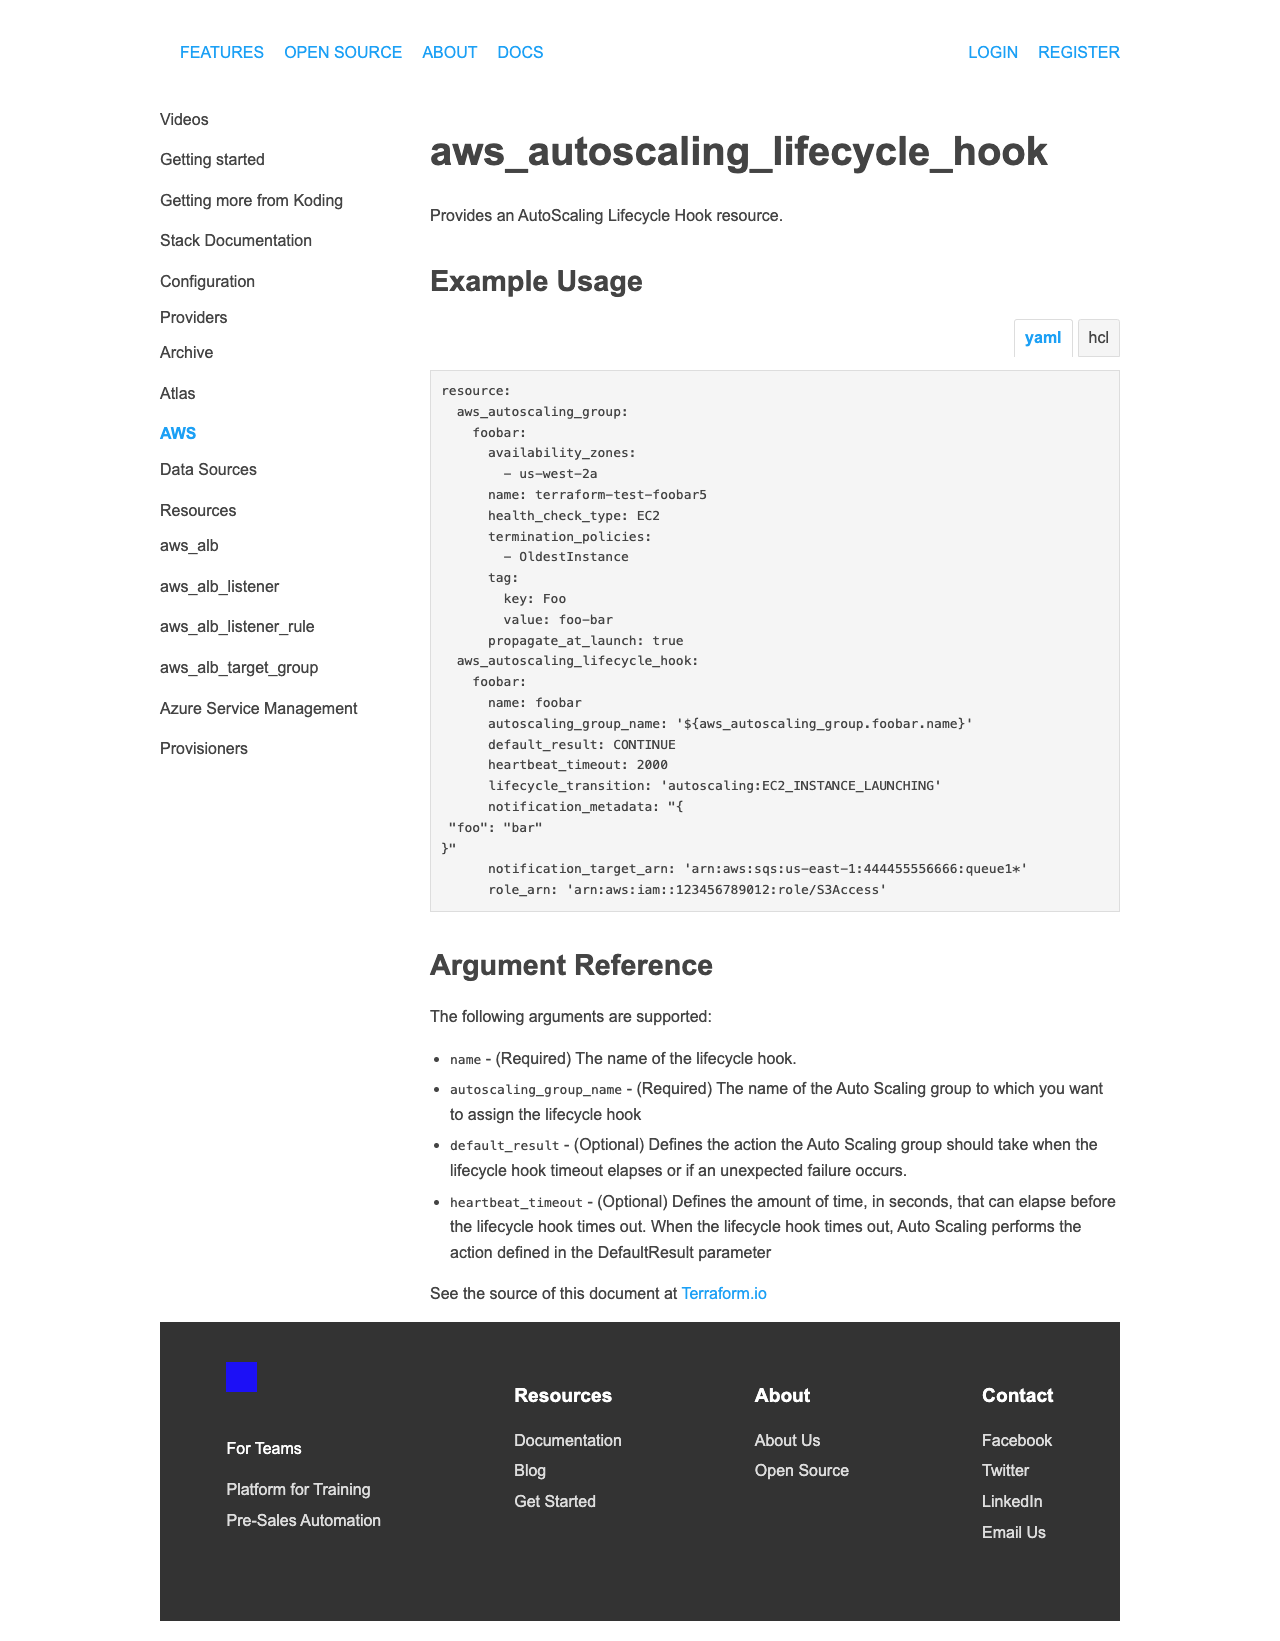 FEATURES OPEN SOURCE ABOUT DOCS LOGIN REGISTER
Videos
Getting started
Getting more from Koding
Stack Documentation
Configuration
Providers
Archive
Atlas
AWS
Data Sources
Resources
aws_alb
aws_alb_listener
aws_alb_listener_rule
aws_alb_target_group
Azure Service Management
Provisioners
aws_autoscaling_lifecycle_hook
Provides an AutoScaling Lifecycle Hook resource.
Example Usage
yaml hcl
resource:
  aws_autoscaling_group:
    foobar:
      availability_zones:
        - us-west-2a
      name: terraform-test-foobar5
      health_check_type: EC2
      termination_policies:
        - OldestInstance
      tag:
        key: Foo
        value: foo-bar
      propagate_at_launch: true
  aws_autoscaling_lifecycle_hook:
    foobar:
      name: foobar
      autoscaling_group_name: '${aws_autoscaling_group.foobar.name}'
      default_result: CONTINUE
      heartbeat_timeout: 2000
      lifecycle_transition: 'autoscaling:EC2_INSTANCE_LAUNCHING'
      notification_metadata: "{
 "foo": "bar"
}"
      notification_target_arn: 'arn:aws:sqs:us-east-1:444455556666:queue1*'
      role_arn: 'arn:aws:iam::123456789012:role/S3Access'
Argument Reference
The following arguments are supported:
• name - (Required) The name of the lifecycle hook.
• autoscaling_group_name - (Required) The name of the Auto Scaling group to which you want
to assign the lifecycle hook
• default_result - (Optional) Defines the action the Auto Scaling group should take when the
lifecycle hook timeout elapses or if an unexpected failure occurs.
• heartbeat_timeout - (Optional) Defines the amount of time, in seconds, that can elapse before
the lifecycle hook times out. When the lifecycle hook times out, Auto Scaling performs the
action defined in the DefaultResult parameter
See the source of this document at Terraform.io
For Teams
Platform for Training
Pre-Sales Automation
Resources
Documentation
Blog
Get Started
About
About Us
Open Source
Contact
Facebook
Twitter
LinkedIn
Email Us